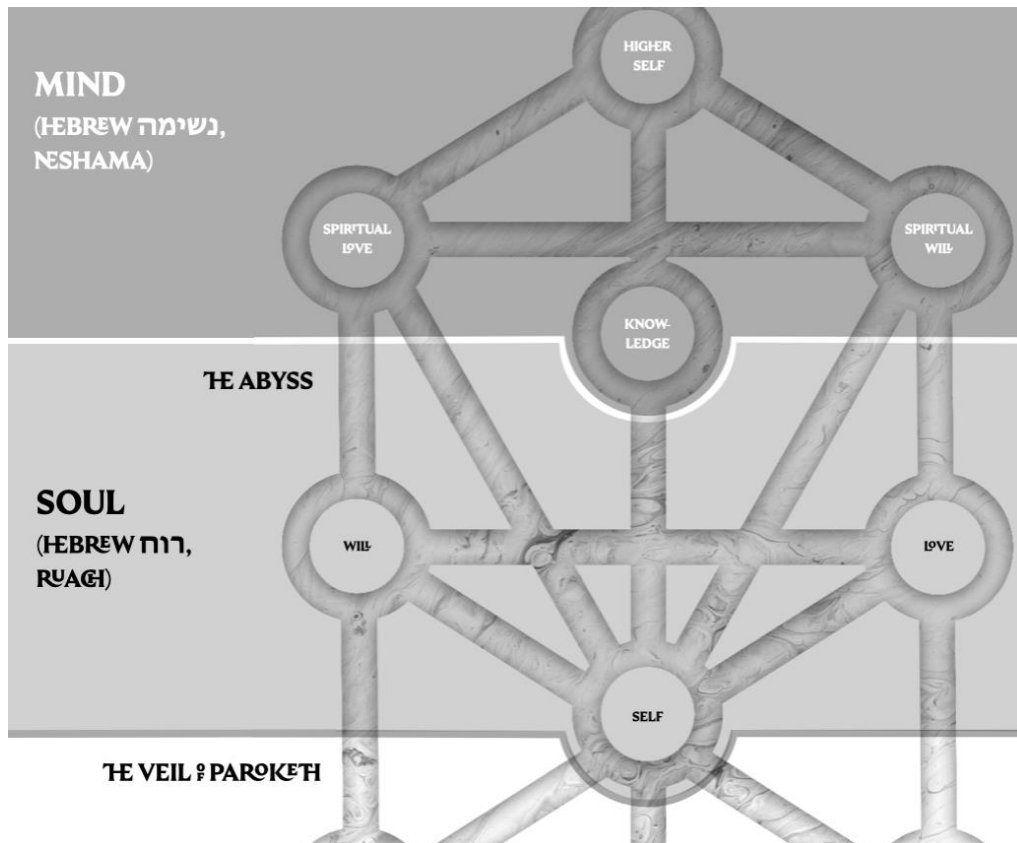 HIGHER
SELF
MIND
(HEBREW נשימה,
NESHAMA)
SPIRITUAL
LOVE
SPIRITUAL
WILL
KNOW-
LEDGE
THE ABYSS
SOUL
(HEBREW רוח,
RUACH)
WILL
LOVE
SELF
THE VEIL OF PAROKETH